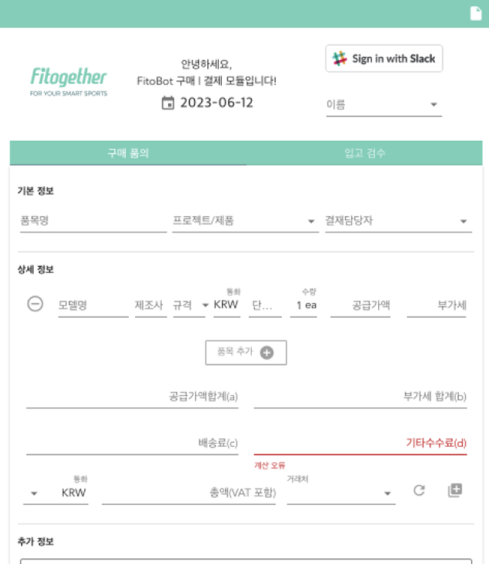 Fitogether
FOR YOUR SMART SPORTS
안녕하세요,
FitoBot 구매 | 결제 모듈입니다!
2023-06-12
Sign in with Slack
이름
구매 품의
입고 검수
기본 정보
품목명 프로젝트/제품 결재담당자
상세 정보
통화 수량
모델명 제조사 규격 KRW 단... 1 ea 공급가액 부가세
품목 추가
공급가액합계(a) 부가세 합계(b)
배송료(c) 기타수수료(d)
계산 오류
통화 거래처
KRW 총액(VAT 포함)
추가 정보